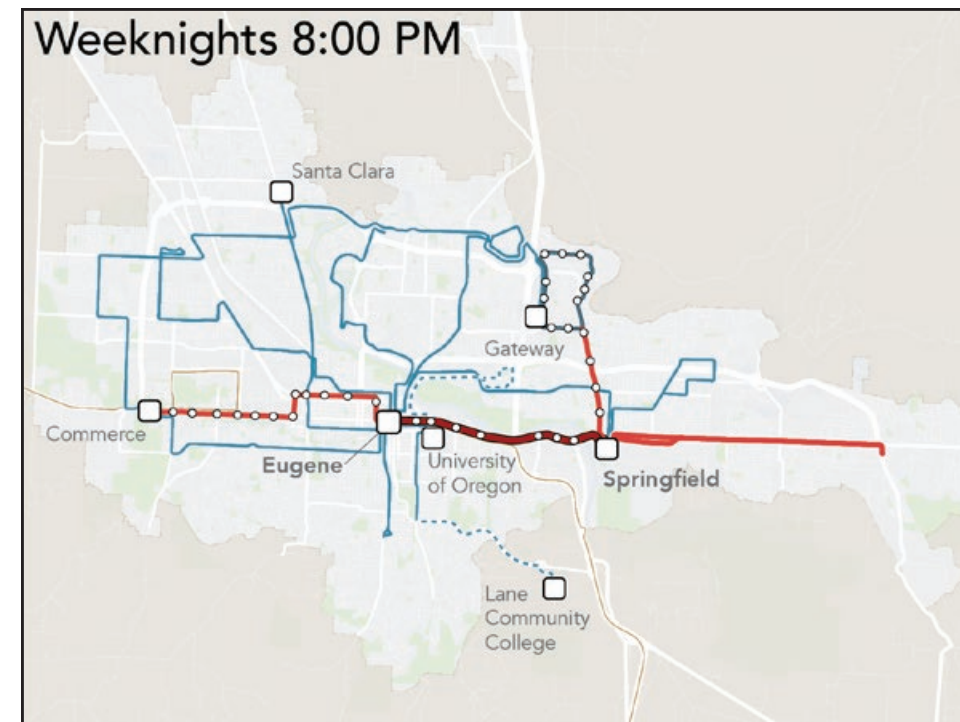 Weeknights 8:00 PM
Santa Clara
Gateway
Commerce
Eugene
University
of Oregon
Springfield
Lane
Community
College